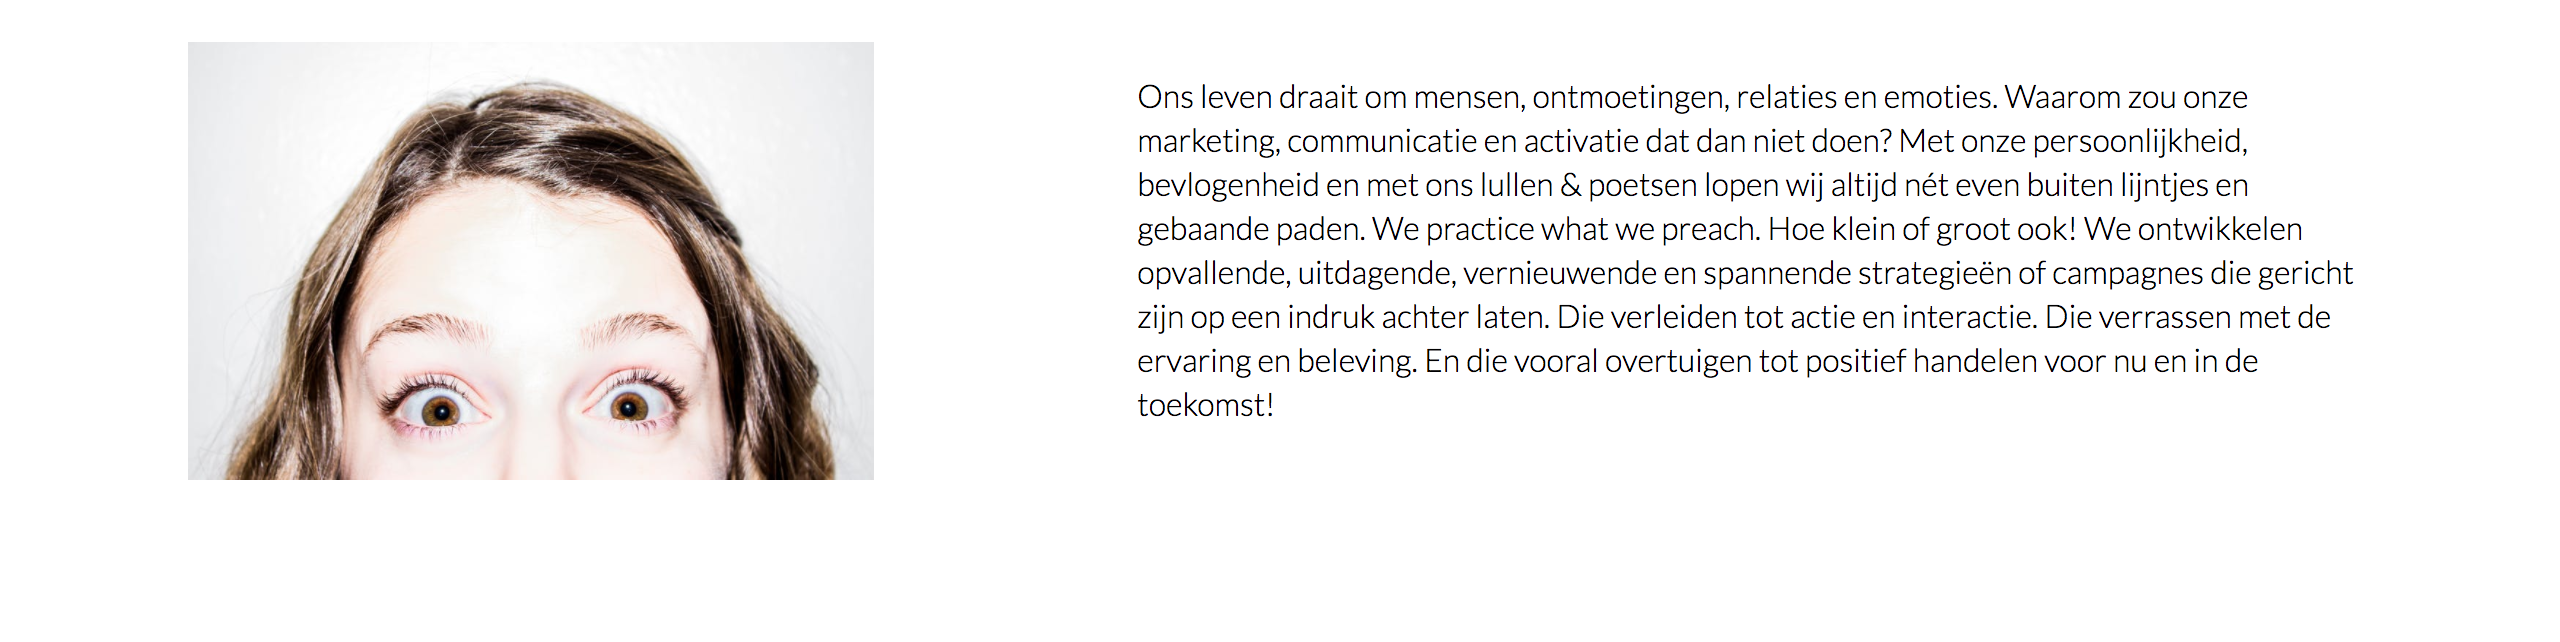 Ons leven draait om mensen, ontmoetingen, relaties en emoties. Waarom zou onze
marketing, communicatie en activatie dat dan niet doen? Met onze persoonlijkheid,
bevlogenheid en met ons lullen & poetsen lopen wij altijd nét even buiten lijntjes en
gebaande paden. We practice what we preach. Hoe klein of groot ook! We ontwikkelen
opvallende, uitdagende, vernieuwende en spannende strategieën of campagnes die gericht
zijn op een indruk achter laten. Die verleiden tot actie en interactie. Die verrassen met de
ervaring en beleving. En die vooral overtuigen tot positief handelen voor nu en in de
toekomst!